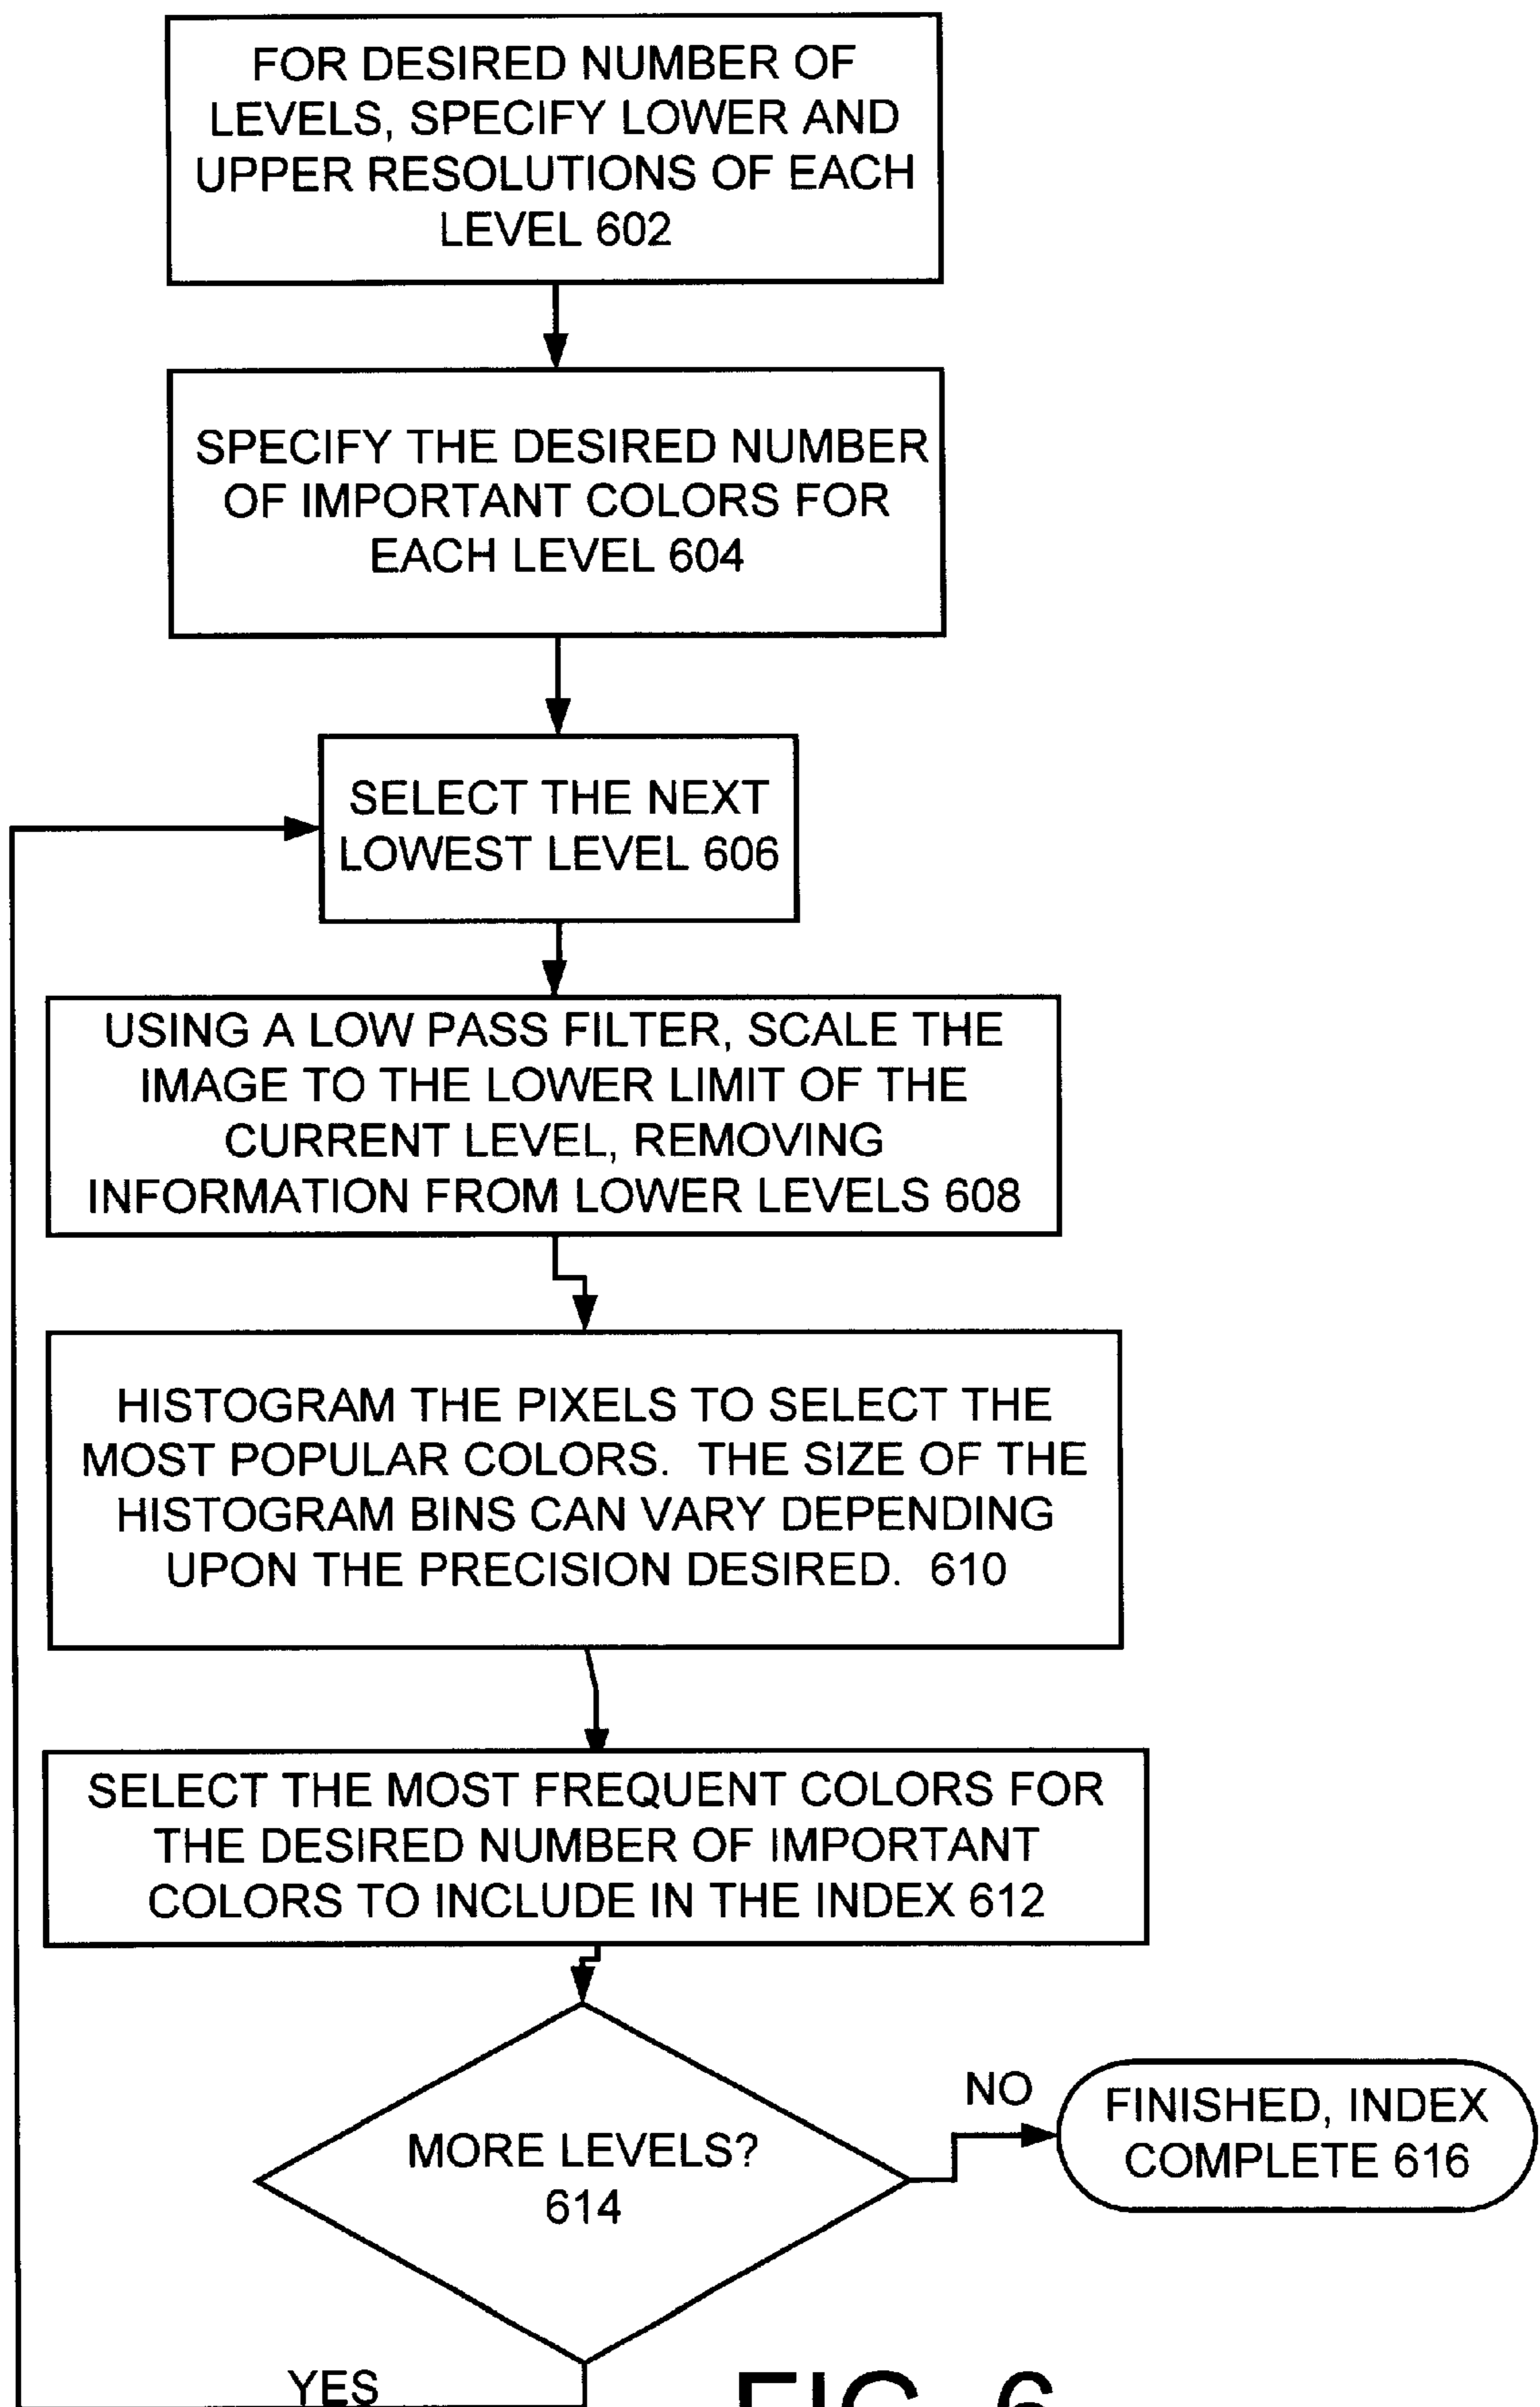 FOR DESIRED NUMBER OF
LEVELS, SPECIFY LOWER AND
UPPER RESOLUTIONS OF EACH
LEVEL 602
SPECIFY THE DESIRED NUMBER
OF IMPORTANT COLORS FOR
EACH LEVEL 604
SELECT THE NEXT
LOWEST LEVEL 606
USING A LOW PASS FILTER, SCALE THE
IMAGE TO THE LOWER LIMIT OF THE
CURRENT LEVEL, REMOVING
INFORMATION FROM LOWER LEVELS 608
HISTOGRAM THE PIXELS TO SELECT THE
MOST POPULAR COLORS. THE SIZE OF THE
HISTOGRAM BINS CAN VARY DEPENDING
UPON THE PRECISION DESIRED. 610
SELECT THE MOST FREQUENT COLORS FOR
THE DESIRED NUMBER OF IMPORTANT
COLORS TO INCLUDE IN THE INDEX 612
MORE LEVELS?
614
NO
FINISHED, INDEX
COMPLETE 616
YES
FIG. 6